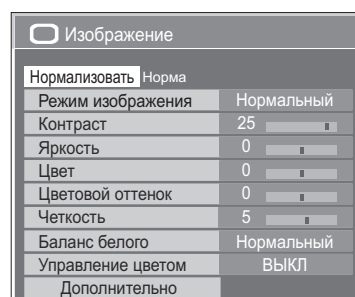 Изображение
Нормализовать Норма
Режим изображения Нормальный
Контраст 25
Яркость 0
Цвет 0
Цветовой оттенок 0
Четкость 5
Баланс белого Нормальный
Управление цветом ВЫКЛ
Дополнительно